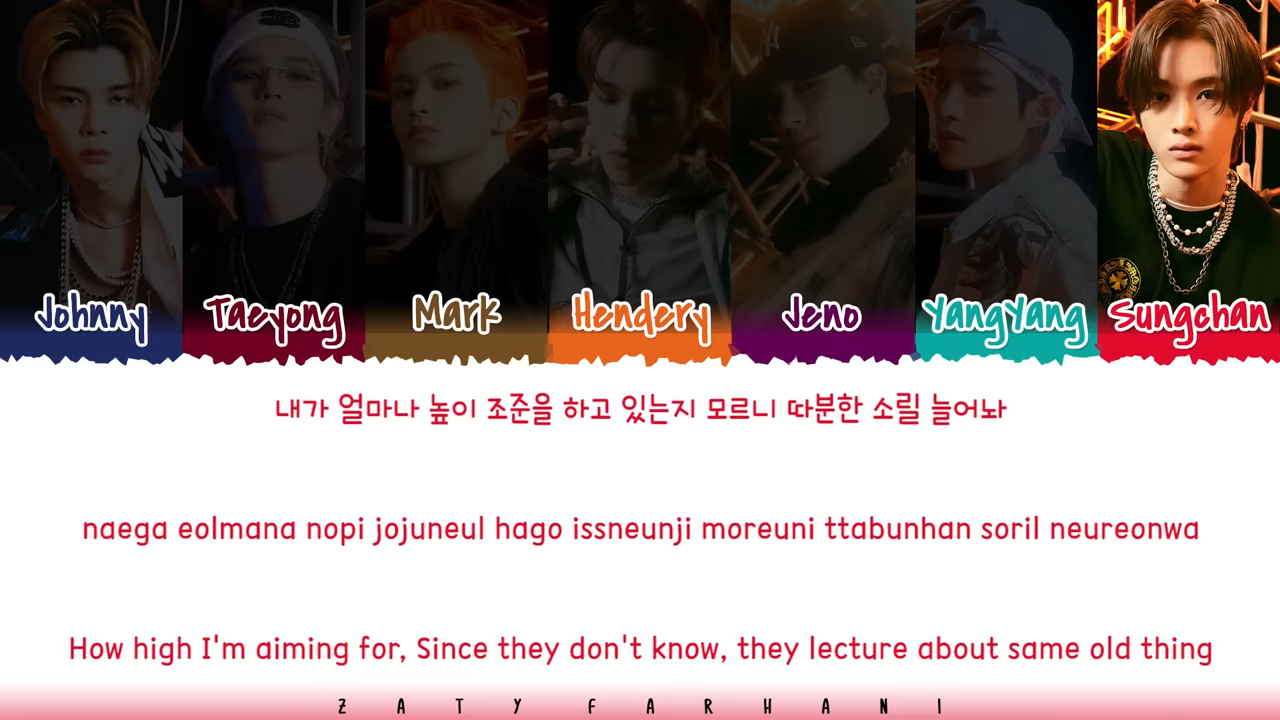 Johnny Taeyong Mark Hendery Jeno YangYang Sungchan
내가 얼마나 높이 조준을 하고 있는지 모르니 따분한 소릴 늘어놔
naega eolmana nopi jojuneul hago issneunji moreuni ttabunhan soril neureonwa
How high I'm aiming for, Since they don't know, they lecture about same old thing
ZATY FARHANI